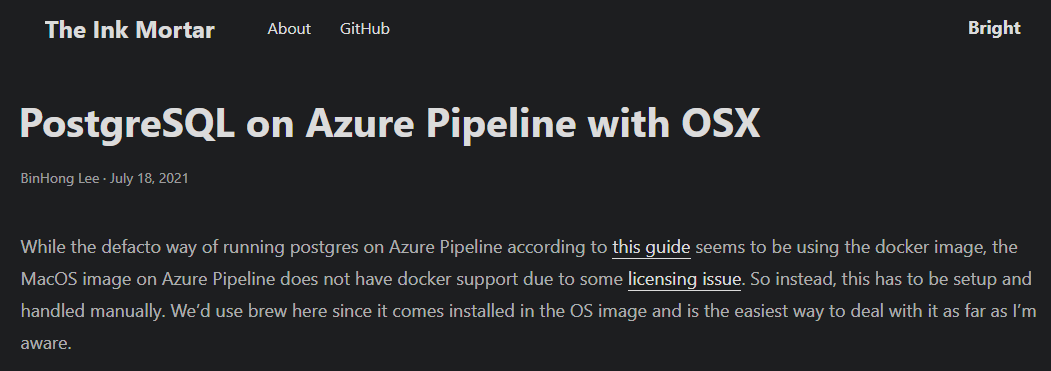 The Ink Mortar About GitHub Bright
PostgreSQL on Azure Pipeline with OSX
BinHong Lee · July 18, 2021
While the defacto way of running postgres on Azure Pipeline according to this guide seems to be using the docker image, the
MacOS image on Azure Pipeline does not have docker support due to some licensing issue. So instead, this has to be setup and
handled manually. We’d use brew here since it comes installed in the OS image and is the easiest way to deal with it as far as I’m
aware.